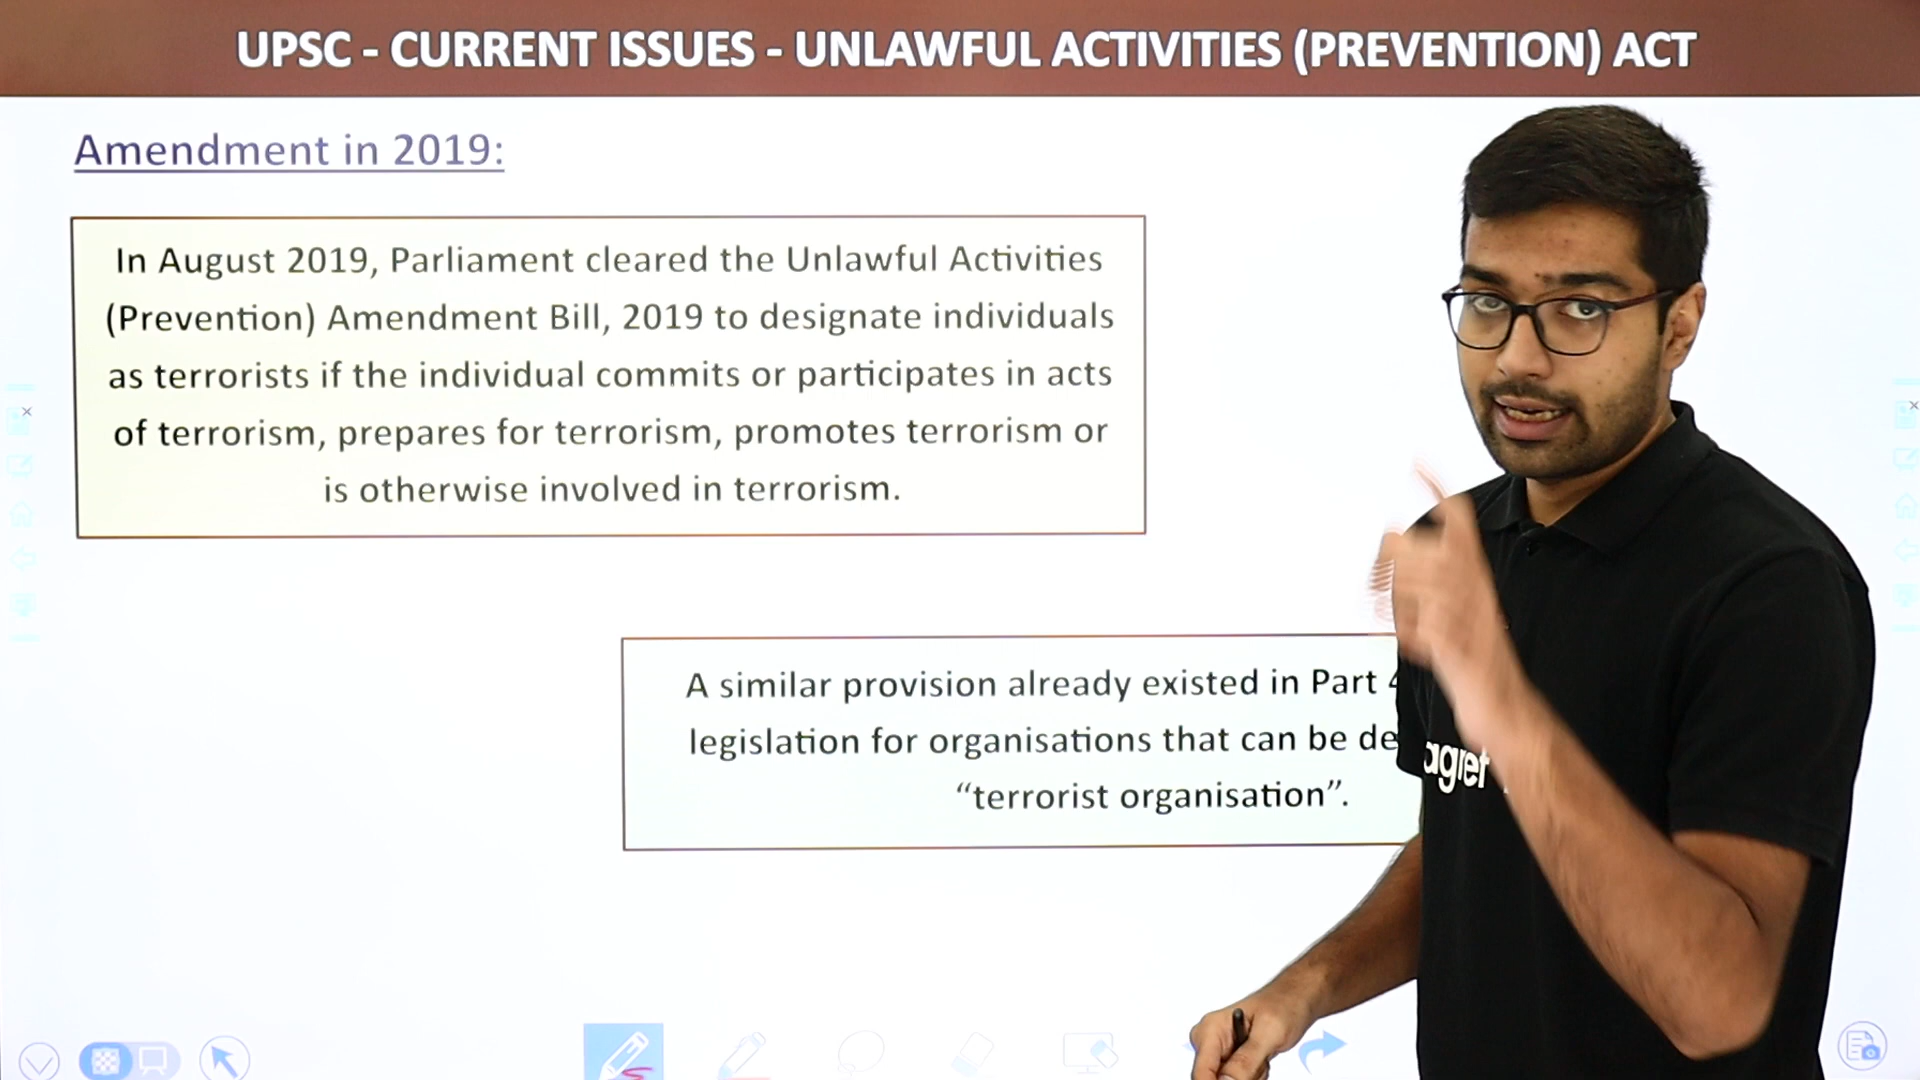 UPSC - CURRENT ISSUES - UNLAWFUL ACTIVITIES (PREVENTION) ACT
Amendment in 2019:
In August 2019, Parliament cleared the Unlawful Activities
(Prevention) Amendment Bill, 2019 to designate individuals
as terrorists if the individual commits or participates in acts
of terrorism, prepares for terrorism, promotes terrorism or
is otherwise involved in terrorism.
A similar provision already existed in Part
legislation for organisations that can be
“terrorist organisation”.